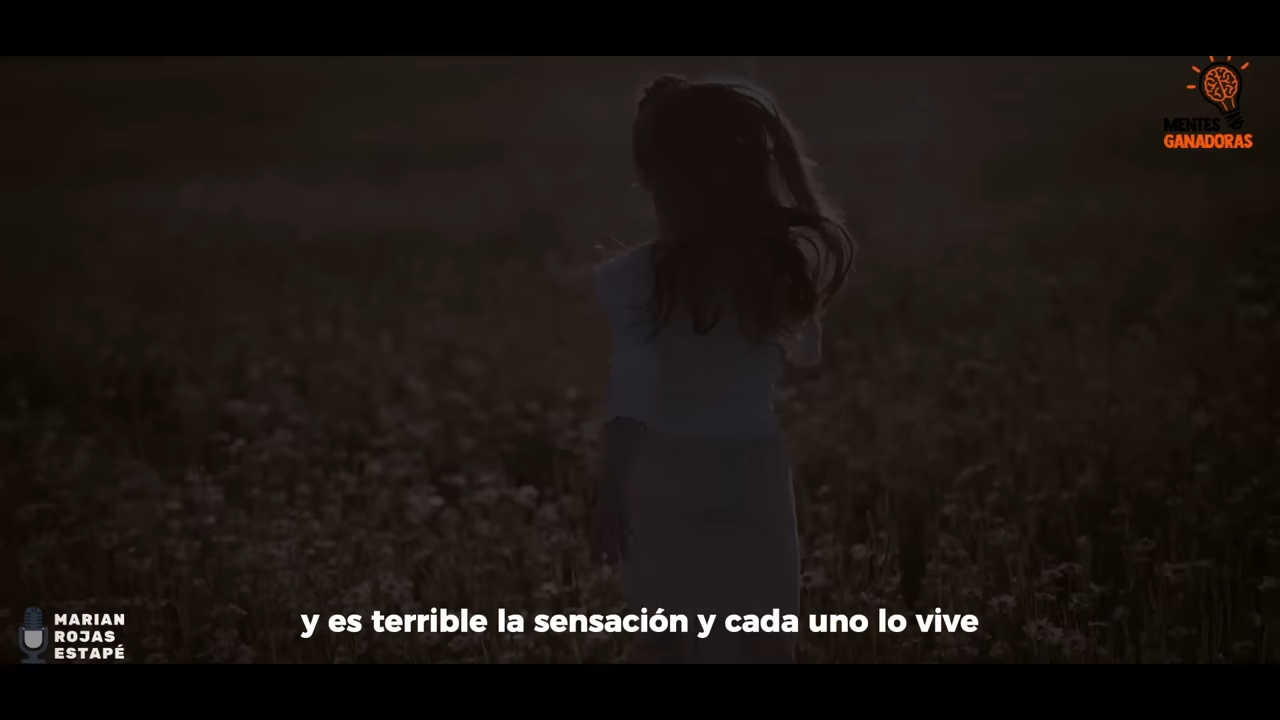 MENTES
GANADORAS
MARIAN
ROJAS
ESTAPÉ
y es terrible la sensación y cada uno lo vive